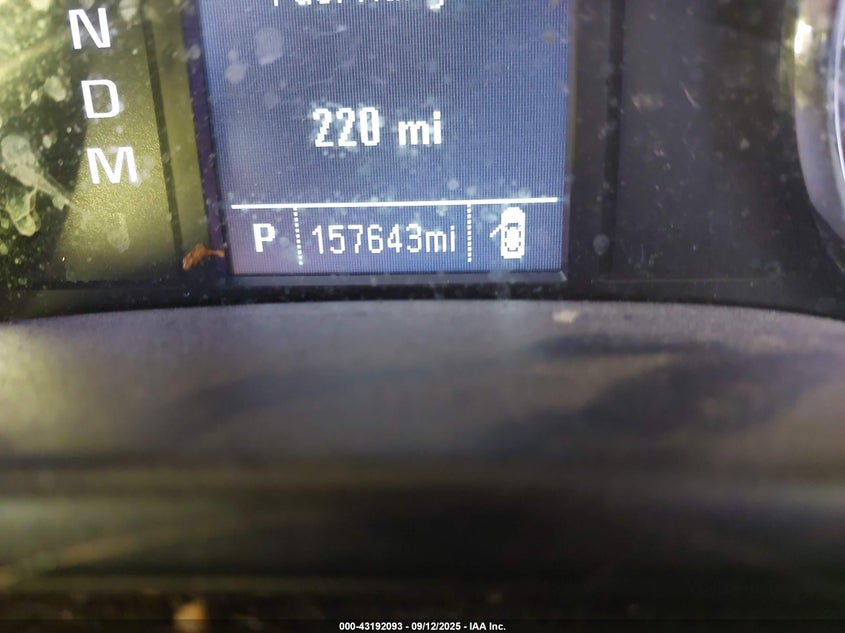 N
D
M
220 mi
P 157643mi
000-43192093 - 09/12/2025 - IAA Inc.